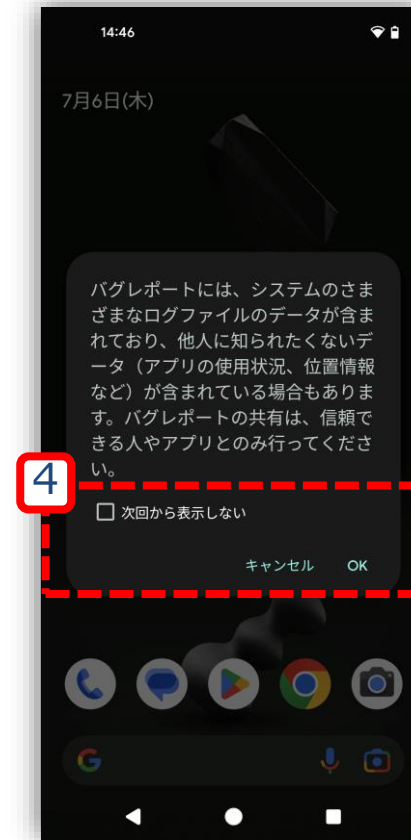 14:46
7月6日(木)
バグレポートには、システムのさま
ざまなログファイルのデータが含ま
れており、他人に知られたくないデ
ータ（アプリの使用状況、位置情報
など）が含まれている場合もありま
す。バグレポートの共有は、信頼で
きる人やアプリとのみ行ってくださ
い。
4
次回から表示しない
キャンセル OK
G